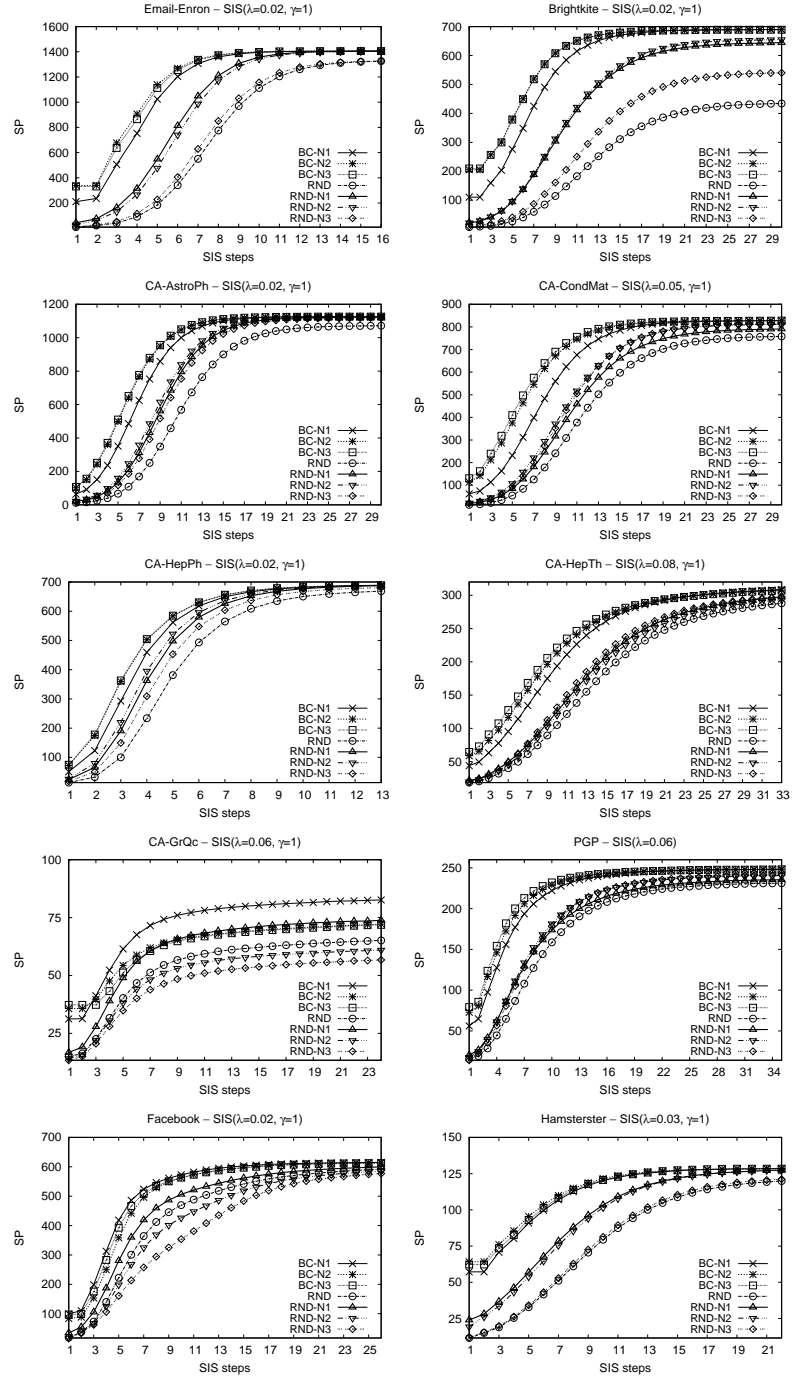 Email-Enron – SIS(λ=0.02, γ=1)
SP
1600
1400
1200
1000
800
600
400
200
BC-N1
BC-N2
BC-N3
RND
RND-N1
RND-N2
RND-N3
1 2 3 4 5 6 7 8 9 10 11 12 13 14 15 16
SIS steps
Brightkite – SIS(λ=0.02, γ=1)
SP
700
600
500
400
300
200
100
BC-N1
BC-N2
BC-N3
RND
RND-N1
RND-N2
RND-N3
1 3 5 7 9 11 13 15 17 19 21 23 25 27 29
SIS steps
CA-AstroPh – SIS(λ=0.02, γ=1)
SP
1200
1000
800
600
400
200
0
BC-N1
BC-N2
BC-N3
RND
RND-N1
RND-N2
RND-N3
1 3 5 7 9 11 13 15 17 19 21 23 25 27 29
SIS steps
CA-CondMat – SIS(λ=0.05, γ=1)
SP
900
800
700
600
500
400
300
200
100
BC-N1
BC-N2
BC-N3
RND
RND-N1
RND-N2
RND-N3
1 3 5 7 9 11 13 15 17 19 21 23 25 27 29
SIS steps
CA-HepPh – SIS(λ=0.02, γ=1)
SP
700
600
500
400
300
200
100
BC-N1
BC-N2
BC-N3
RND
RND-N1
RND-N2
RND-N3
1 2 3 4 5 6 7 8 9 10 11 12 13
SIS steps
CA-HepTh – SIS(λ=0.08, γ=1)
SP
300
250
200
150
100
50
BC-N1
BC-N2
BC-N3
RND
RND-N1
RND-N2
RND-N3
1 3 5 7 9 11 13 15 17 19 21 23 25 27 29 31 33
SIS steps
CA-GrQc – SIS(λ=0.06, γ=1)
SP
100
75
50
25
BC-N1
BC-N2
BC-N3
RND
RND-N1
RND-N2
RND-N3
1 3 5 7 9 11 13 15 17 19 21 23
SIS steps
PGP – SIS(λ=0.06)
SP
250
200
150
100
50
BC-N1
BC-N2
BC-N3
RND
RND-N1
RND-N2
RND-N3
1 4 7 10 13 16 19 22 25 28 31 34
SIS steps
Facebook – SIS(λ=0.02, γ=1)
SP
700
600
500
400
300
200
100
BC-N1
BC-N2
BC-N3
RND
RND-N1
RND-N2
RND-N3
1 3 5 7 9 11 13 15 17 19 21 23 25
SIS steps
Hamsterster – SIS(λ=0.03, γ=1)
SP
150
125
100
75
50
25
BC-N1
BC-N2
BC-N3
RND
RND-N1
RND-N2
RND-N3
1 3 5 7 9 11 13 15 17 19 21
SIS steps